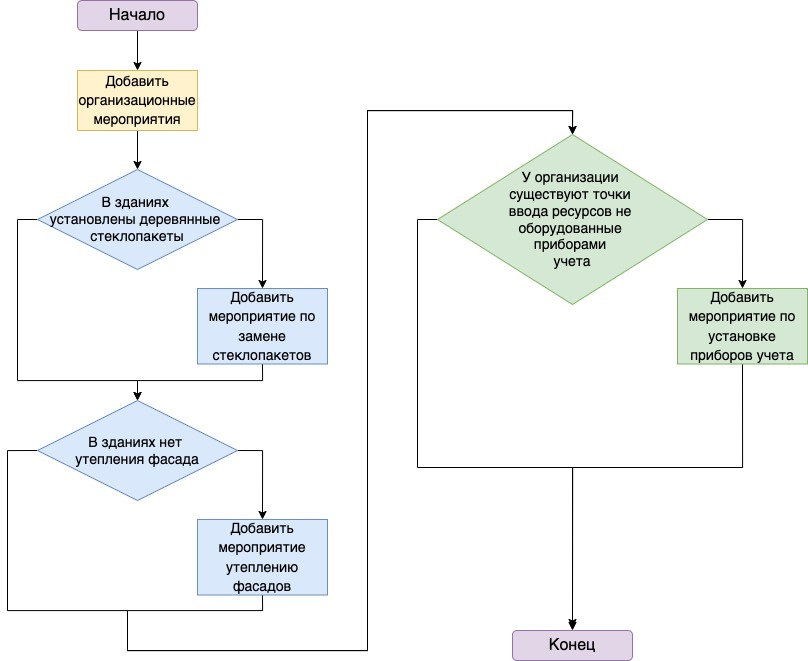 Начало
Добавить
организационные
мероприятия
В зданиях
установлены деревянные
стеклопакеты
Добавить
мероприятие по
замене
стеклопакетов
В зданиях нет
утепления фасада
Добавить
мероприятие
утеплению
фасадов
У организации
существуют точки
ввода ресурсов не
оборудованные
приборами
учета
Добавить
мероприятие по
установке
приборов учета
Конец